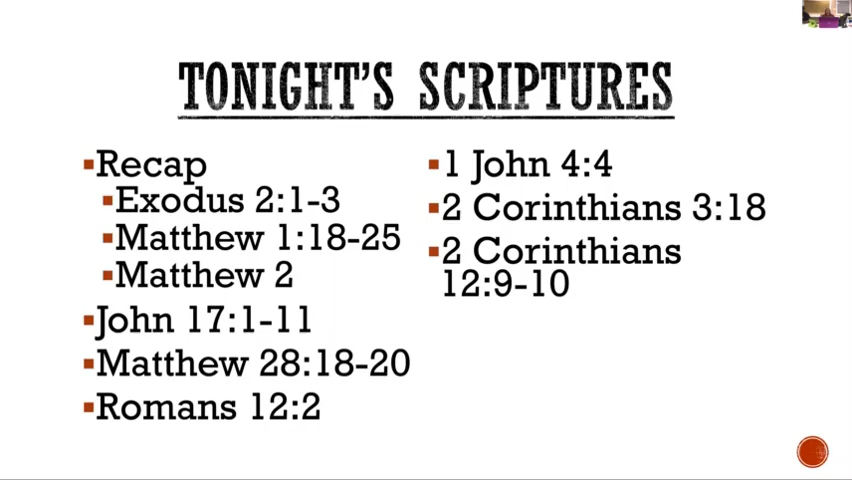 TONIGHT'S SCRIPTURES
Recap
Exodus 2:1-3
Matthew 1:18-25
Matthew 2
John 17:1-11
Matthew 28:18-20
Romans 12:2
1 John 4:4
2 Corinthians 3:18
2 Corinthians
12:9-10